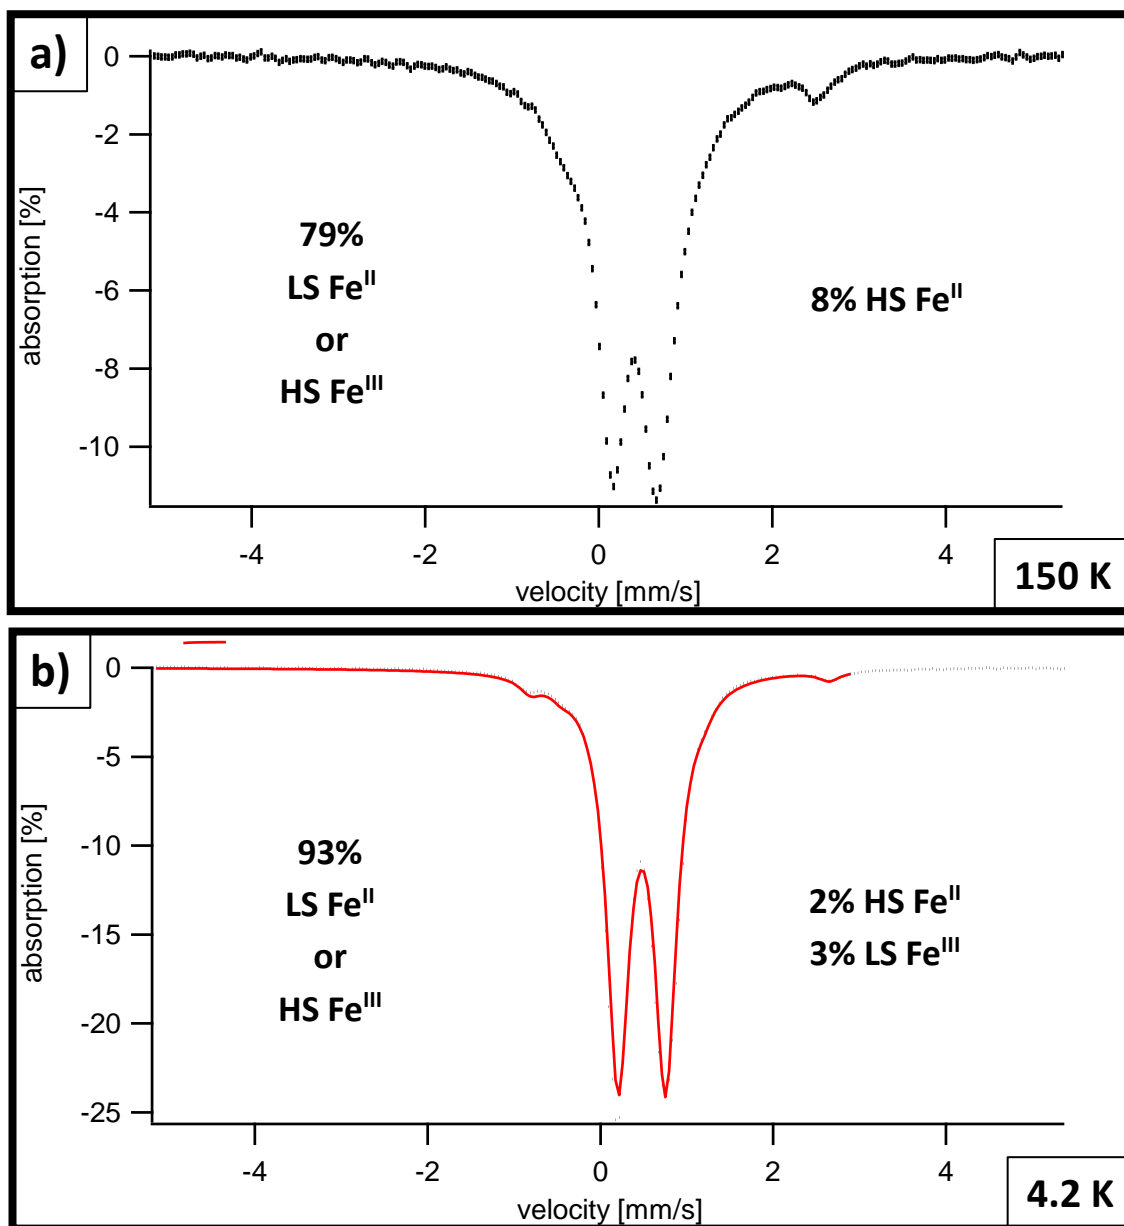 a)
0
-2
-4
-6
-8
-10
absorption [%]
79%
LS Fe^II
or
HS Fe^III
8% HS Fe^II
-4 -2 0 2 4
velocity [mm/s]
150 K
b)
0
-5
-10
-15
-20
-25
absorption [%]
93%
LS Fe^II
or
HS Fe^III
2% HS Fe^II
3% LS Fe^III
-4 -2 0 2 4
velocity [mm/s]
4.2 K